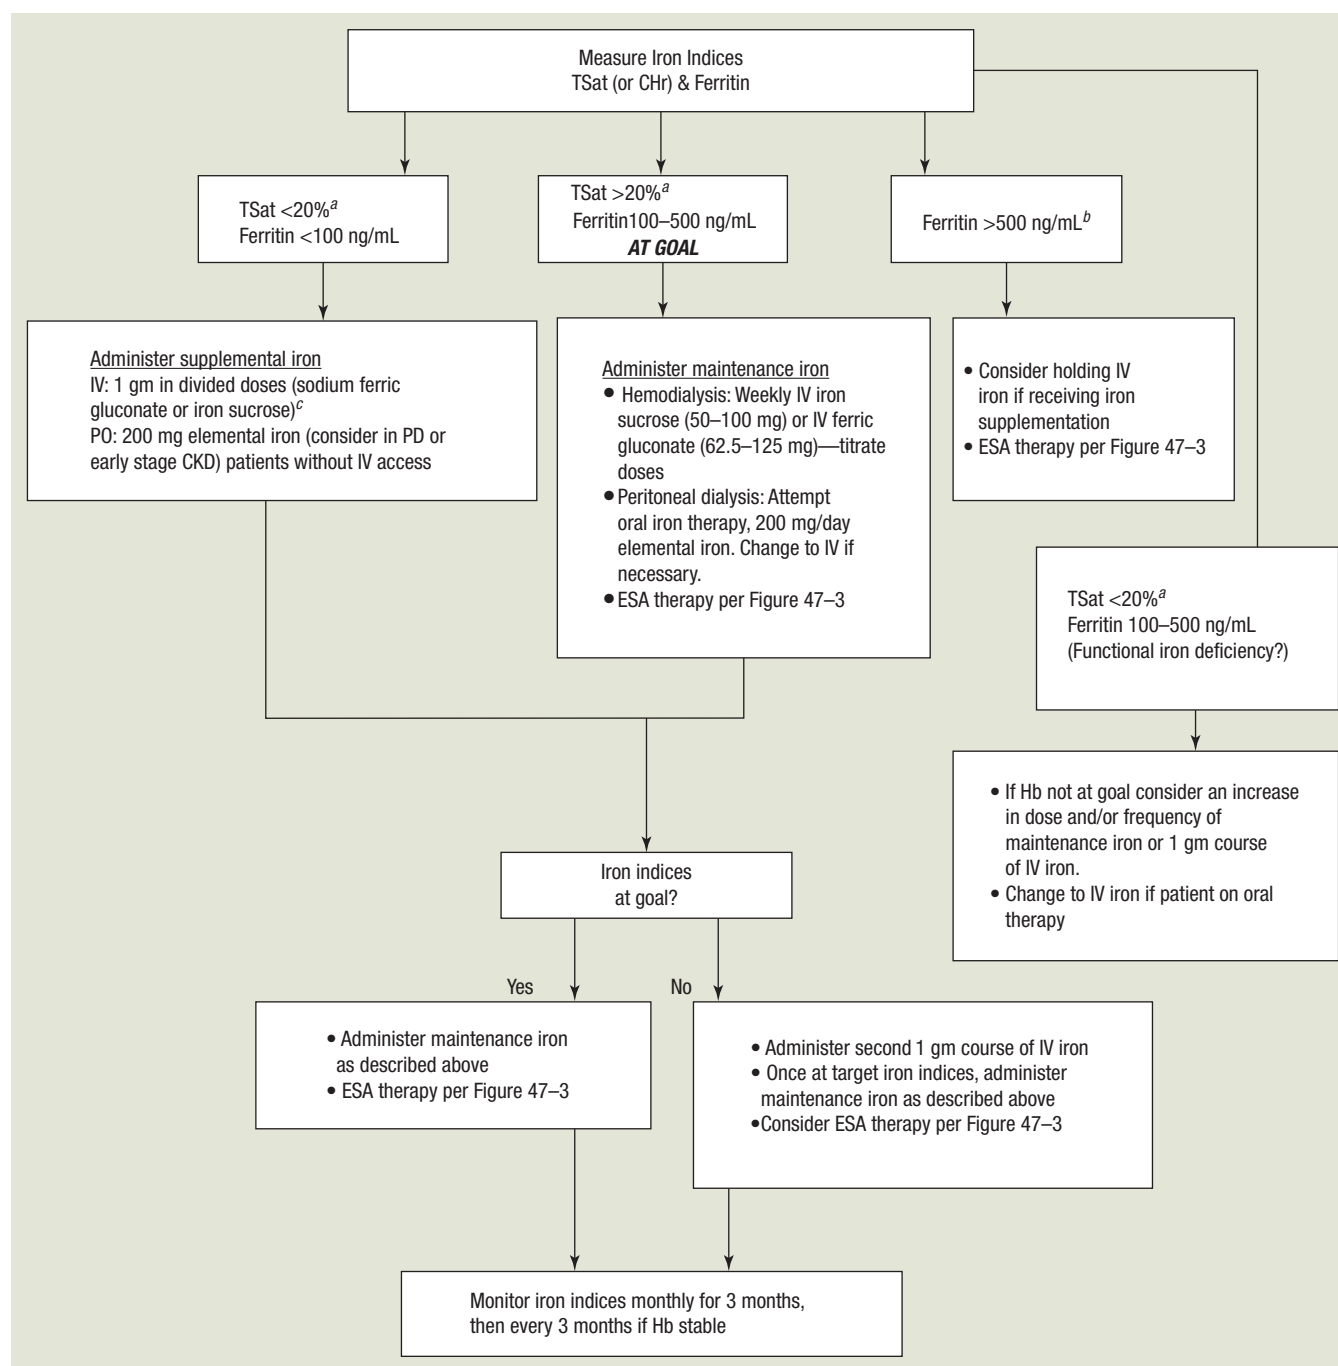 Measure Iron Indices
TSat (or CHr) & Ferritin
TSat <20%a
Ferritin <100 ng/mL
TSat >20%a
Ferritin100–500 ng/mL
AT GOAL
Ferritin >500 ng/mLb
Administer supplemental iron
IV: 1 gm in divided doses (sodium ferric
gluconate or iron sucrose)c
PO: 200 mg elemental iron (consider in PD or
early stage CKD) patients without IV access
Administer maintenance iron
• Hemodialysis: Weekly IV iron
sucrose (50–100 mg) or IV ferric
gluconate (62.5–125 mg)—titrate
doses
• Peritoneal dialysis: Attempt
oral iron therapy, 200 mg/day
elemental iron. Change to IV if
necessary.
• ESA therapy per Figure 47–3
• Consider holding IV
iron if receiving iron
supplementation
• ESA therapy per Figure 47–3
TSat <20%a
Ferritin 100–500 ng/mL
(Functional iron deficiency?)
• If Hb not at goal consider an increase
in dose and/or frequency of
maintenance iron or 1 gm course
of IV iron.
• Change to IV iron if patient on oral
therapy
Iron indices
at goal?
Yes
No
• Administer maintenance iron
as described above
• ESA therapy per Figure 47–3
• Administer second 1 gm course of IV iron
• Once at target iron indices, administer
maintenance iron as described above
•Consider ESA therapy per Figure 47–3
Monitor iron indices monthly for 3 months,
then every 3 months if Hb stable